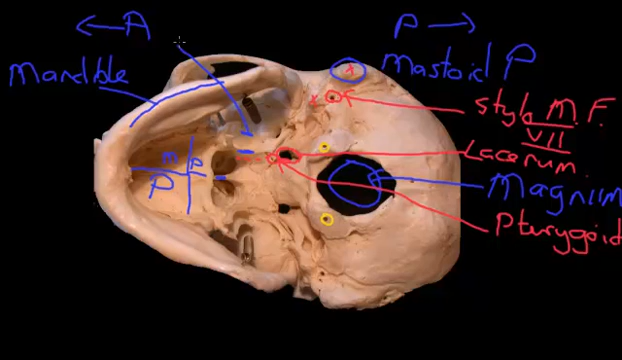 ← A
P →
Mandible
Mastoid P
Stylo M.F.
VII
Lacerum
Magnum
Pterygoid
m P
P
x
x